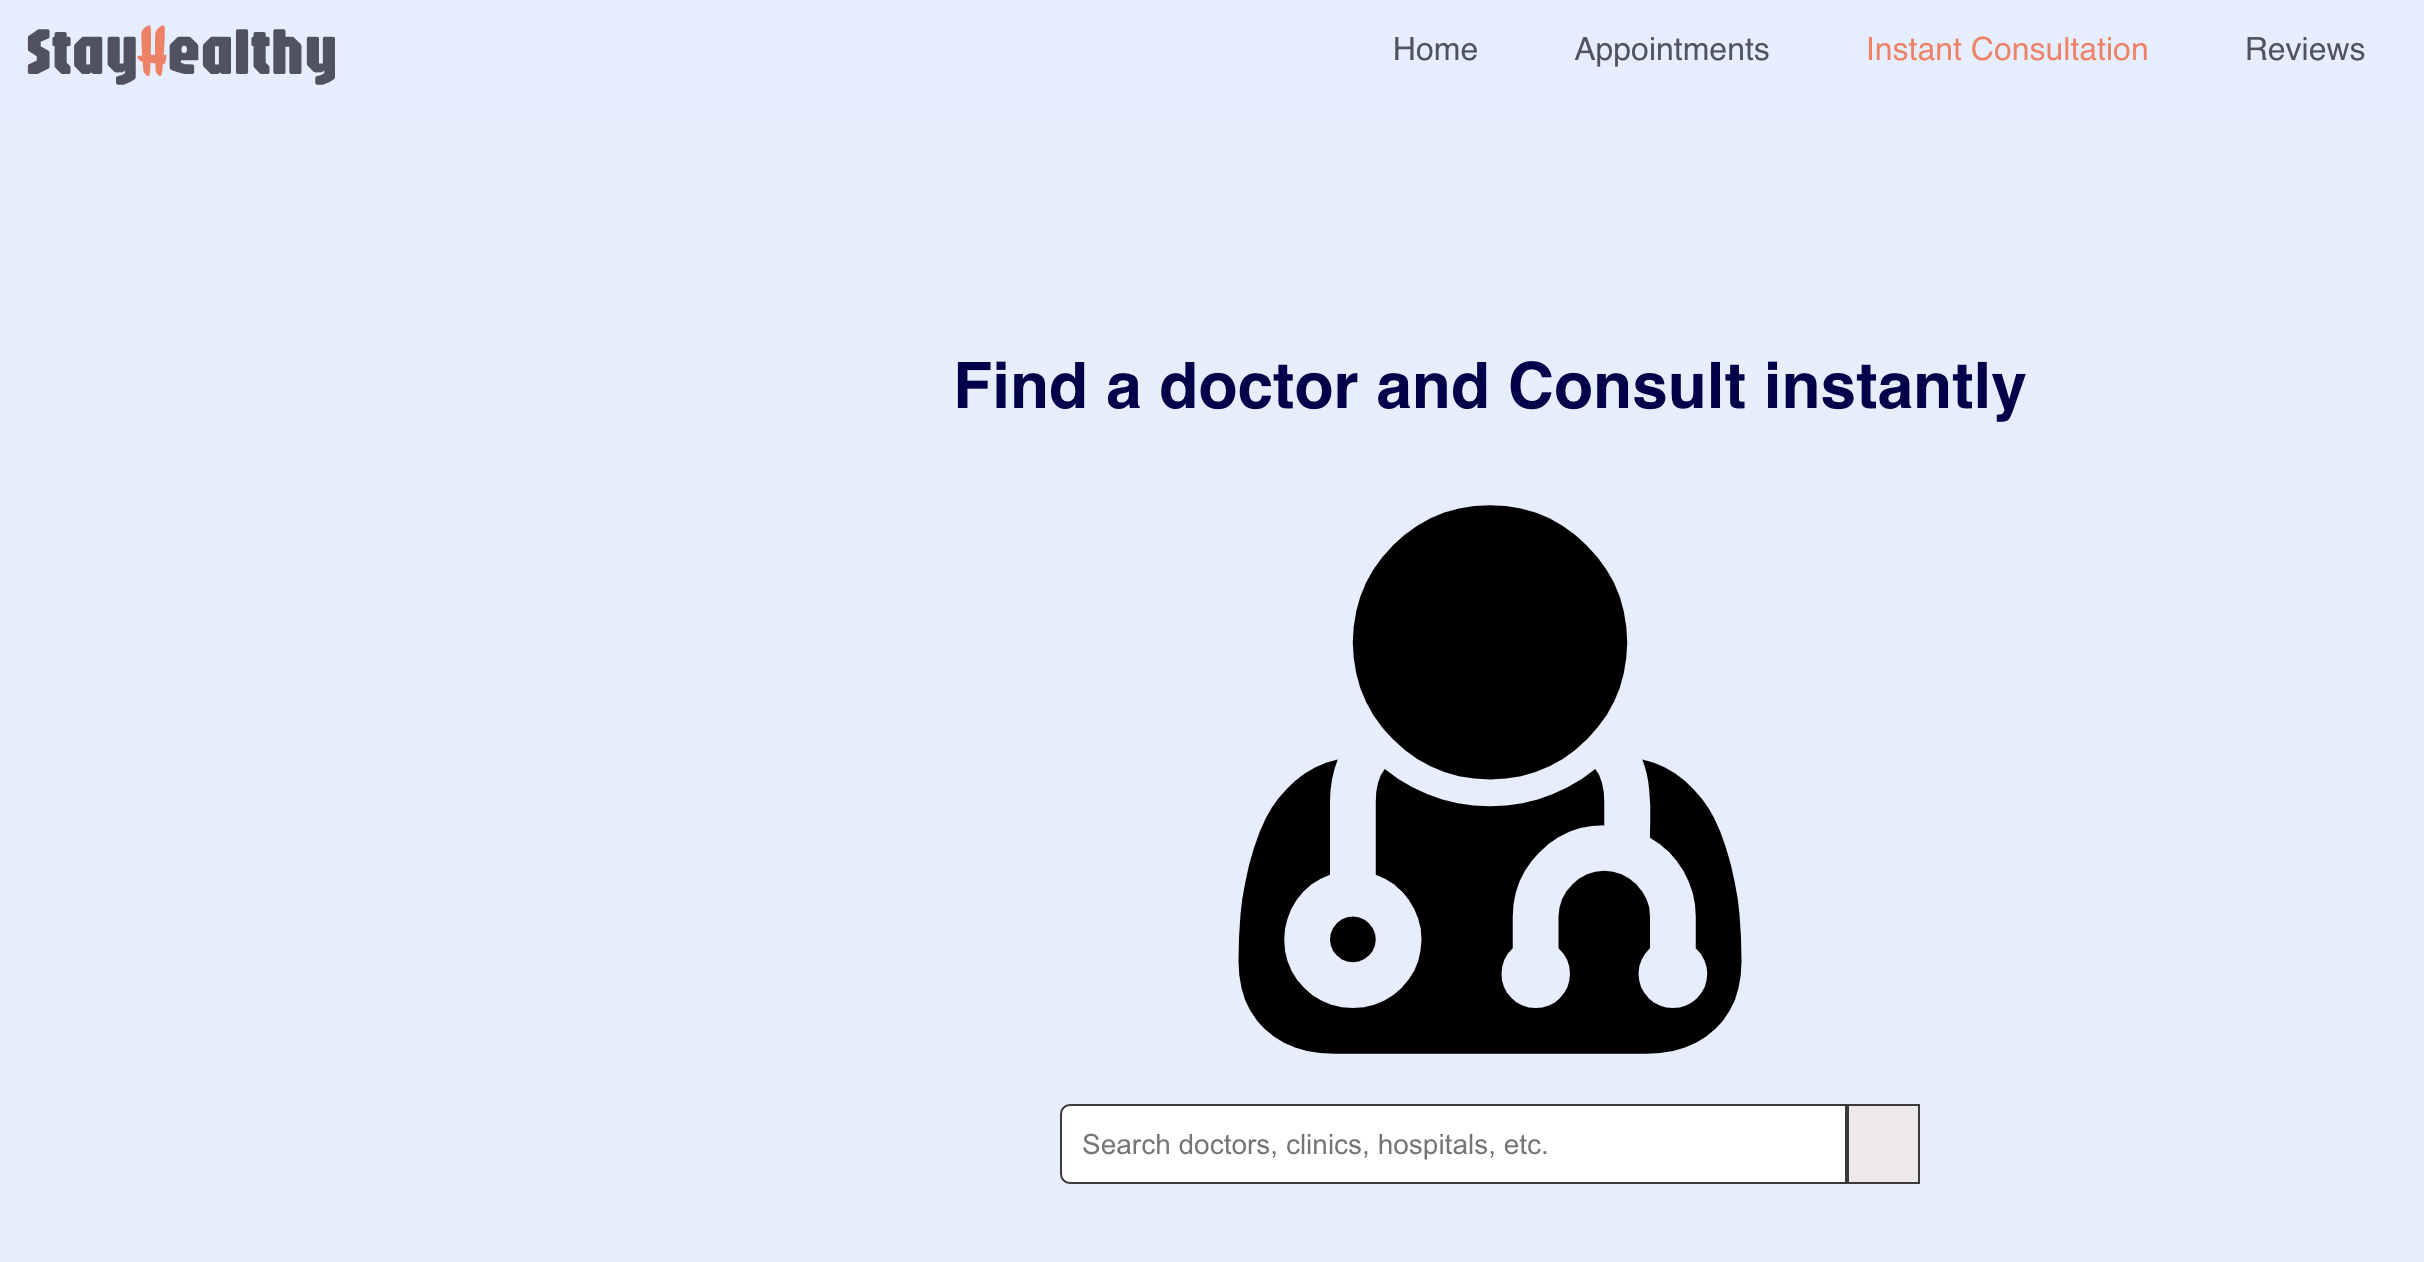 StayHealthy
Home Appointments Instant Consultation Reviews
Find a doctor and Consult instantly
Search doctors, clinics, hospitals, etc.